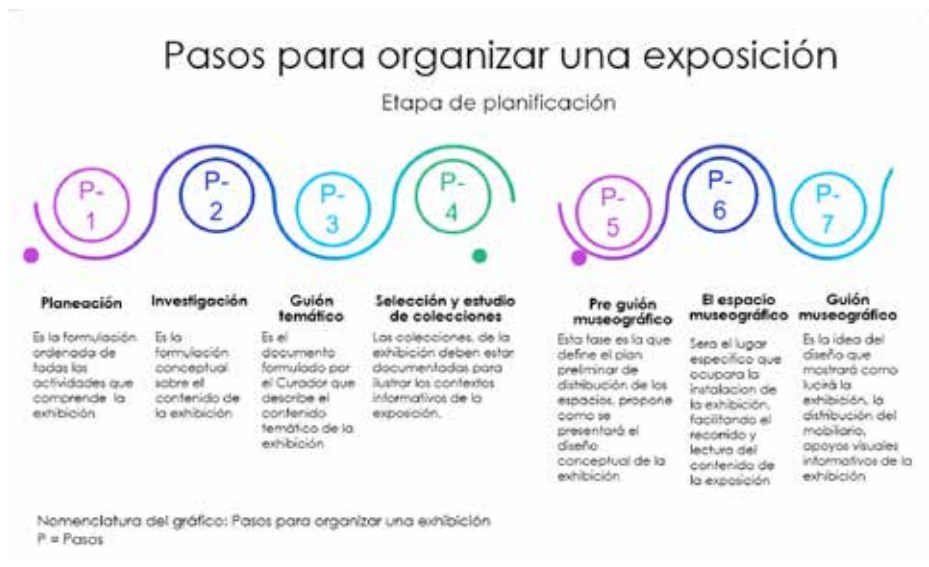 Pasos para organizar una exposición
Etapa de planificación
P-
1
P-
2
P-
3
P-
4
P-
5
P-
6
P-
7
Planeación
Es la formulación
ordenada de
todas las
actividades que
comprende la
exhibición
Investigación
Es la
formulación
conceptual
sobre el
contenido de
la exhibición
Guión
temático
Es el
documento
formulado por
el Curador que
describe el
contenido
temático de la
exhibición
Selección y estudio
de colecciones
Las colecciones, de la
exhibición deben estar
documentadas para
ilustrar los contextos
informativos de la
exposición.
Pre guión
museográfico
Esta fase es la que
define el plan
preliminar de
distribución de los
espacios, propone
como se
presentará el
diseño
conceptual de la
exhibición
El espacio
museográfico
Sera el lugar
especifico que
ocupara la
instalacion de
la exhibición,
facilitando el
recorrido y
lectura del
contenido de
la exposición
Guión
museográfico
Es la idea del
diseño que
mostrará como
lucirá la
exhibición, la
distribución del
mobiliario,
apoyos visuales
informativos de la
exhibición
Nomenclatura del gráfico: Pasos para organizar una exhibición
P = Pasos